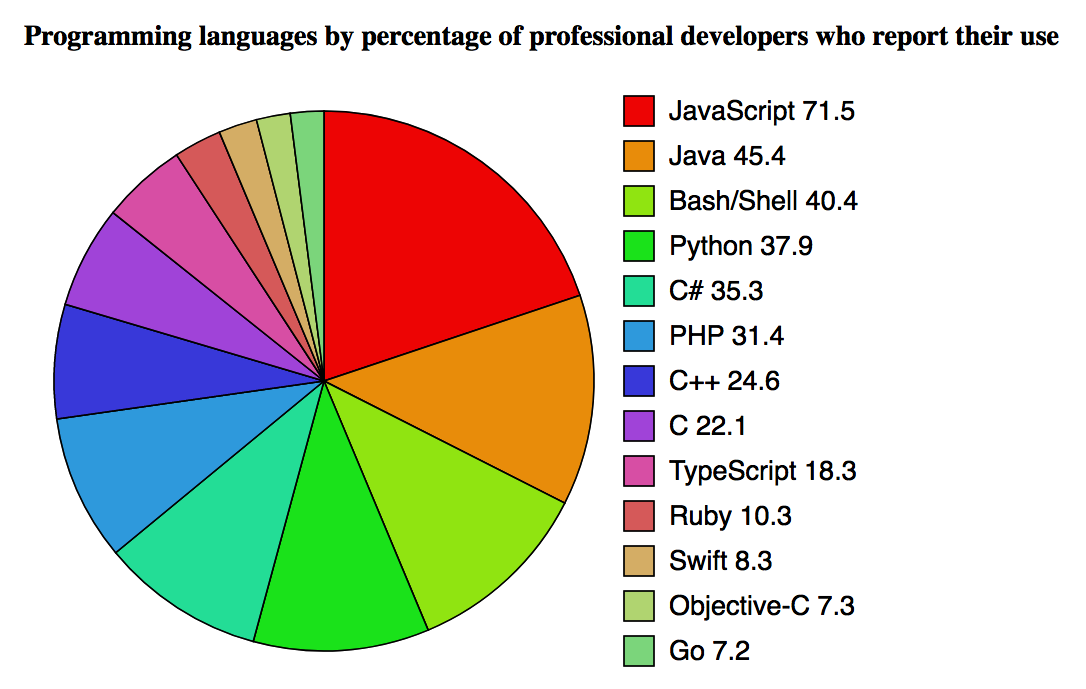 Programming languages by percentage of professional developers who report their use
JavaScript 71.5
Java 45.4
Bash/Shell 40.4
Python 37.9
C# 35.3
PHP 31.4
C++ 24.6
C 22.1
TypeScript 18.3
Ruby 10.3
Swift 8.3
Objective-C 7.3
Go 7.2